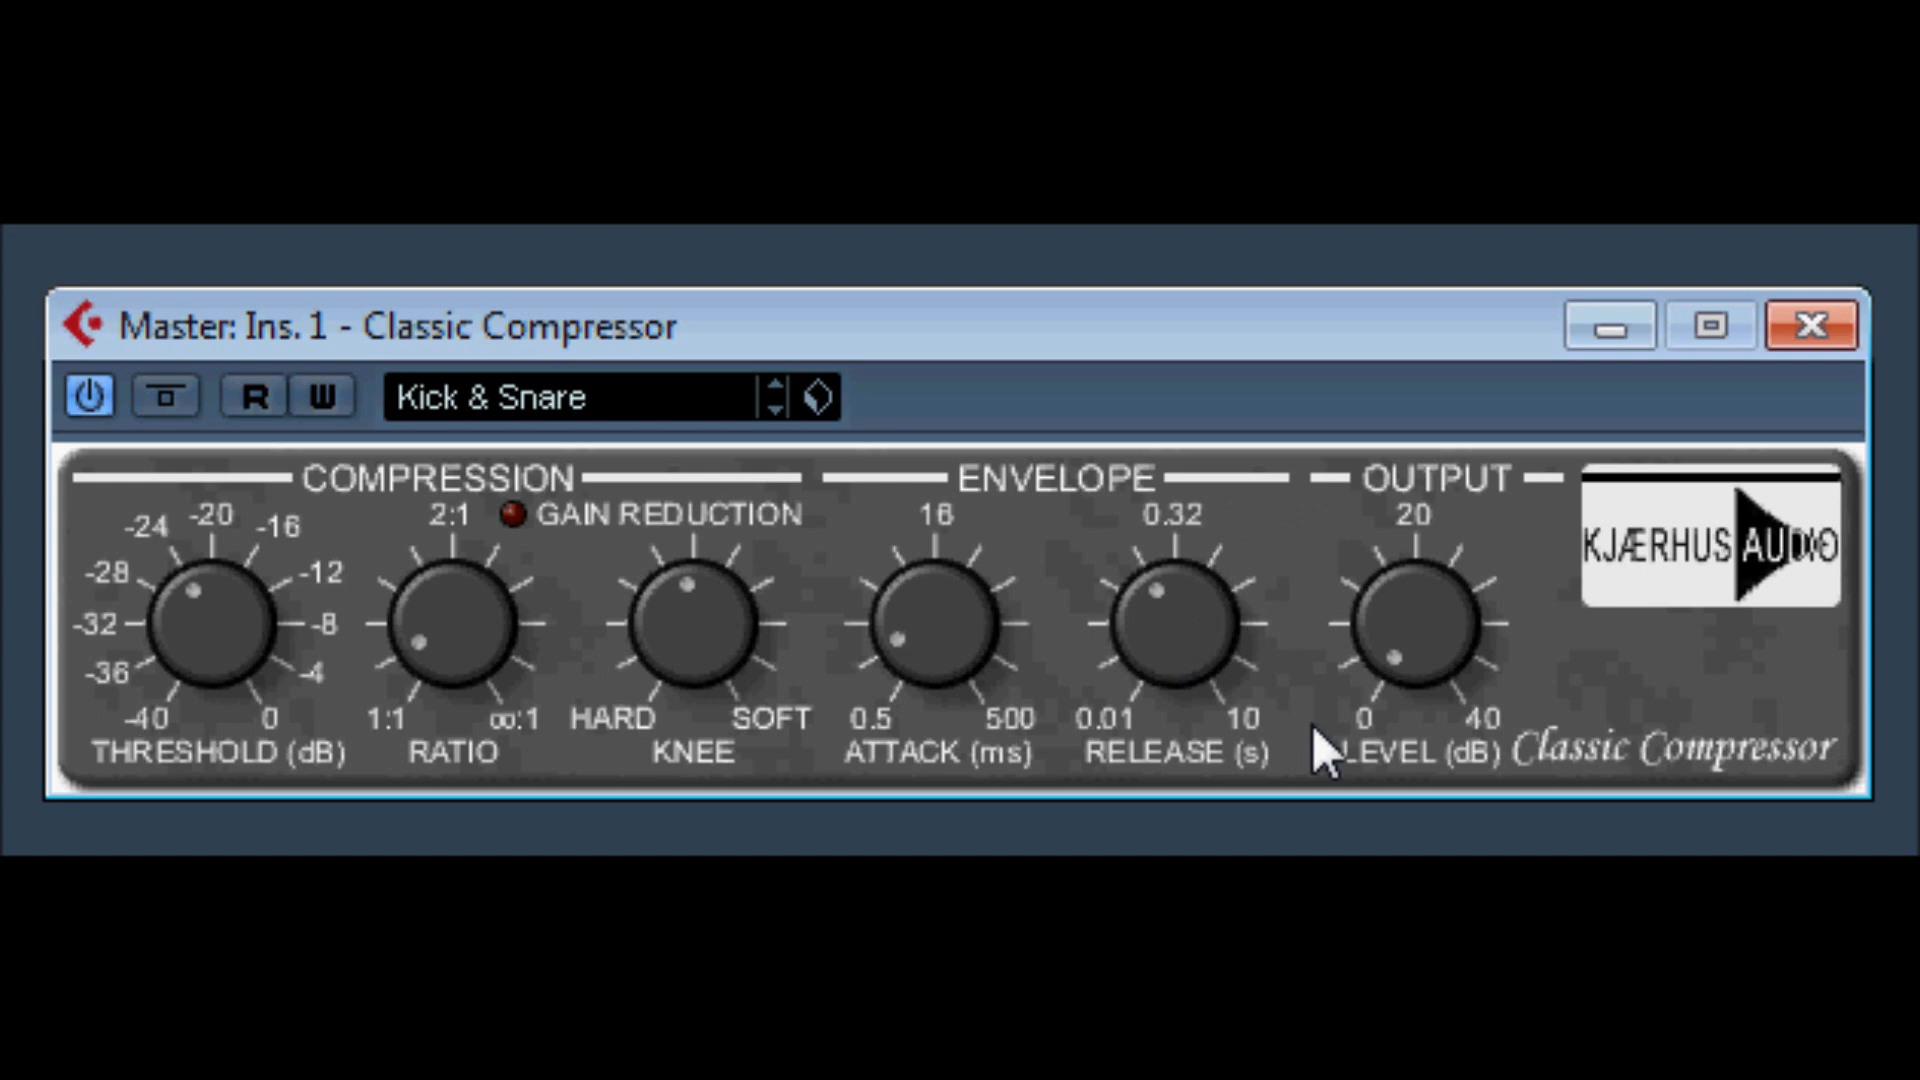 Master: Ins. 1 - Classic Compressor
R W Kick & Snare
COMPRESSION ENVELOPE OUTPUT
KJÆRHUS AUDIO
2:1 GAIN REDUCTION 16 0.32 20
-20
-24 -16
-28 -12
-32 -8
-36 -4
-40 0 1:1 ∞:1 HARD SOFT 0.5 500 0.01 10 0 40
THRESHOLD (dB) RATIO KNEE ATTACK (ms) RELEASE (s) LEVEL (dB) Classic Compressor